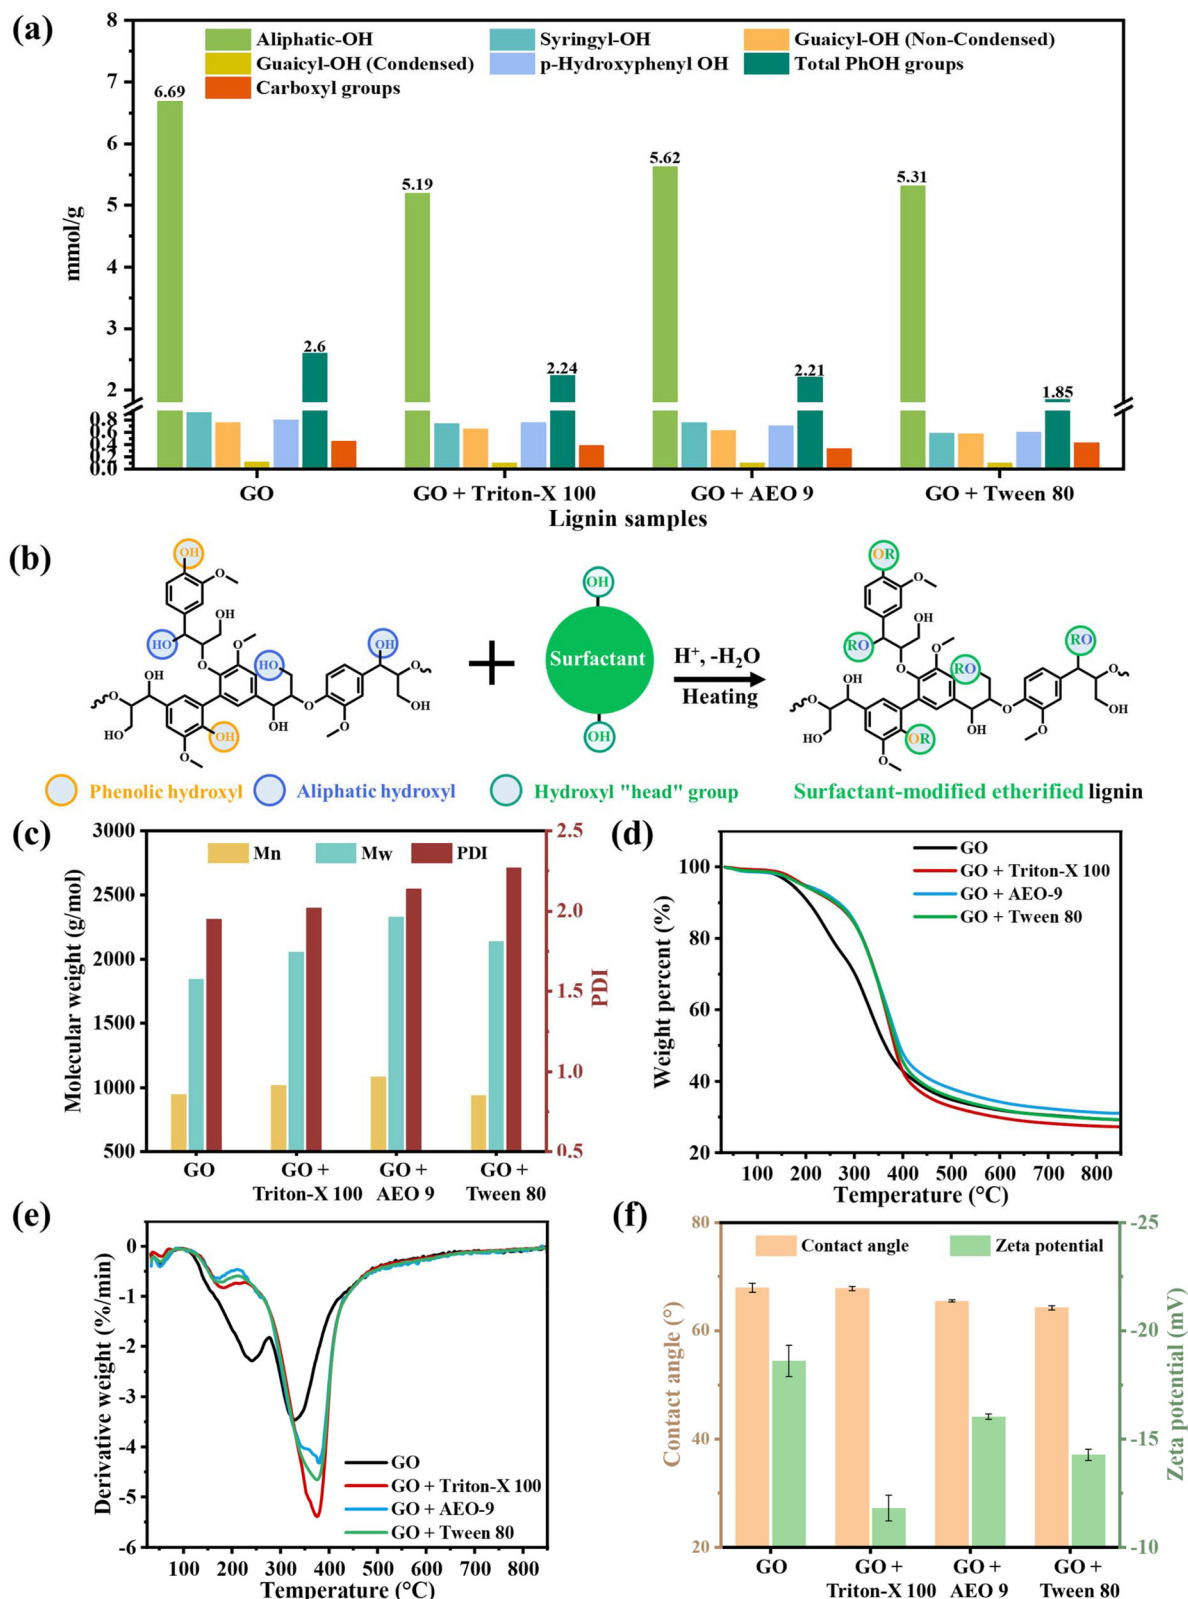 (a)
8
7
6
5
4
3
2
0.8
0.6
0.4
0.2
0.0
mmol/g
Aliphatic-OH Syringyl-OH Guaicyl-OH (Non-Condensed)
Guaicyl-OH (Condensed) p-Hydroxyphenyl OH Total PhOH groups
Carboxyl groups
6.69 2.6 5.19 2.24 5.62 2.21 5.31 1.85
GO GO + Triton-X 100 GO + AEO 9 GO + Tween 80
Lignin samples
(b)
OH
O
OH
HO
O
O
HO
OH
O
OH
O
OH
O
O
OH
HO
OH
O
OH
Surfactant
OH
H⁺, -H₂O
Heating
OR
O
OH
RO
O
O
RO
RO
O
OH
O
OR
O
O
OH
HO
OH
O
Phenolic hydroxyl Aliphatic hydroxyl Hydroxyl "head" group Surfactant-modified etherified lignin
(c)
3000
2500
2000
1500
1000
500
Molecular weight (g/mol)
Mn Mw PDI
2.5
2.0
1.5
1.0
0.5
PDI
GO GO + Triton-X 100 GO + AEO 9 GO + Tween 80
(d)
100
80
60
40
20
Weight percent (%)
GO
GO + Triton-X 100
GO + AEO-9
GO + Tween 80
100 200 300 400 500 600 700 800
Temperature (°C)
(e)
0
-1
-2
-3
-4
-5
-6
Derivative weight (%/min)
GO
GO + Triton-X 100
GO + AEO-9
GO + Tween 80
100 200 300 400 500 600 700 800
Temperature (°C)
(f)
80
60
40
20
Contact angle (°)
Contact angle Zeta potential
-25
-20
-15
-10
Zeta potential (mV)
GO GO + Triton-X 100 GO + AEO 9 GO + Tween 80